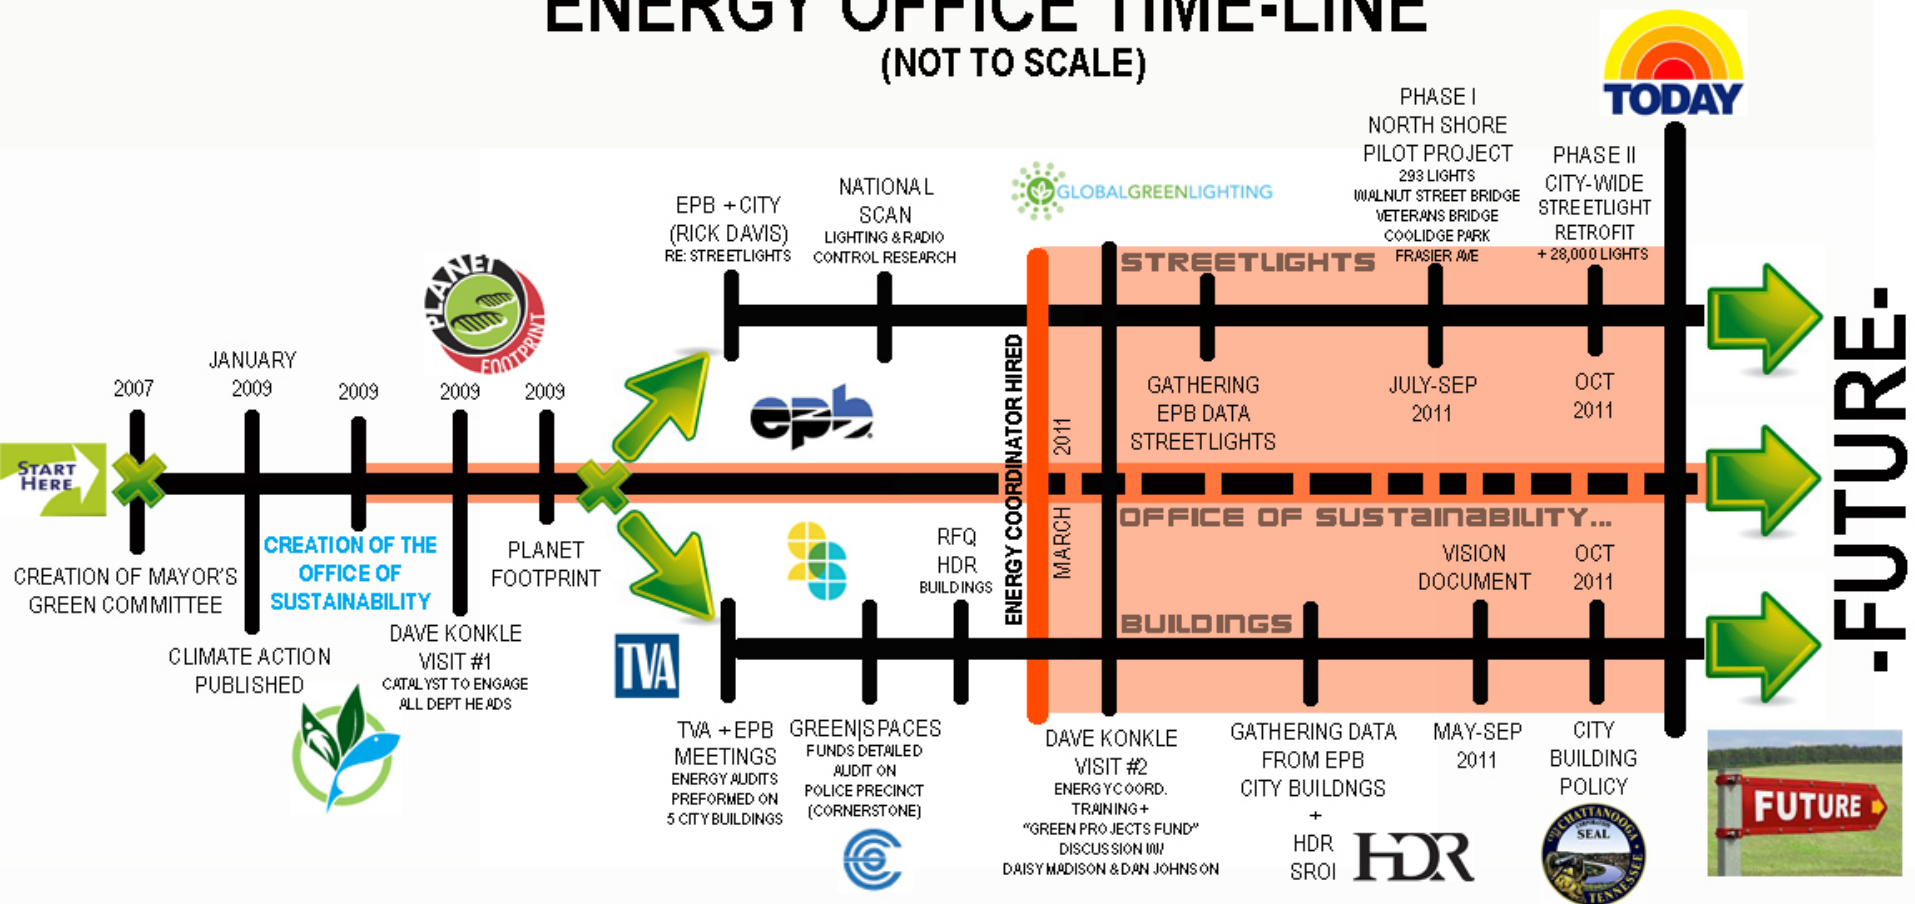 ENERGY OFFICE TIME-LINE
(NOT TO SCALE)
TODAY
PHASE I
NORTH SHORE
PILOT PROJECT
293 LIGHTS
WALNUT STREET BRIDGE
VETERANS BRIDGE
COOLIDGE PARK
FRASIER AVE
PHASE II
CITY-WIDE
STREETLIGHT
RETROFIT
+ 28,000 LIGHTS
GLOBALGREENLIGHTING
NATIONAL
SCAN
LIGHTING & RADIO
CONTROL RESEARCH
EPB + CITY
(RICK DAVIS)
RE: STREETLIGHTS
STREETLIGHTS
PLANET
FOOTPRINT
JANUARY
2007
2009
2009
2009
2009
epb
GATHERING
EPB DATA
STREETLIGHTS
JULY-SEP
2011
OCT
2011
ENERGY COORDINATOR HIRED
MARCH 2011
-FUTURE-
START
HERE
OFFICE OF SUSTAINABILITY...
CREATION OF MAYOR'S
GREEN COMMITTEE
CREATION OF THE
OFFICE OF
SUSTAINABILITY
CLIMATE ACTION
PUBLISHED
DAVE KONKLE
VISIT #1
CATALYST TO ENGAGE
ALL DEPT HEADS
PLANET
FOOTPRINT
RFQ
HDR
BUILDINGS
VISION
DOCUMENT
OCT
2011
BUILDINGS
TVA
TVA + EPB
MEETINGS
ENERGY AUDITS
PREFORMED ON
5 CITY BUILDINGS
GREEN|SPACES
FUNDS DETAILED
AUDIT ON
POLICE PRECINCT
(CORNERSTONE)
DAVE KONKLE
VISIT #2
ENERGY COORD.
TRAINING +
"GREEN PROJECTS FUND"
DISCUSSION W/
DAISY MADISON & DAN JOHNSON
GATHERING DATA
FROM EPB
CITY BUILDNGS
+
HDR
SROI
HDR
MAY-SEP
2011
CITY
BUILDING
POLICY
CHATTANOOGA
SEAL
TENNESSEE
FUTURE